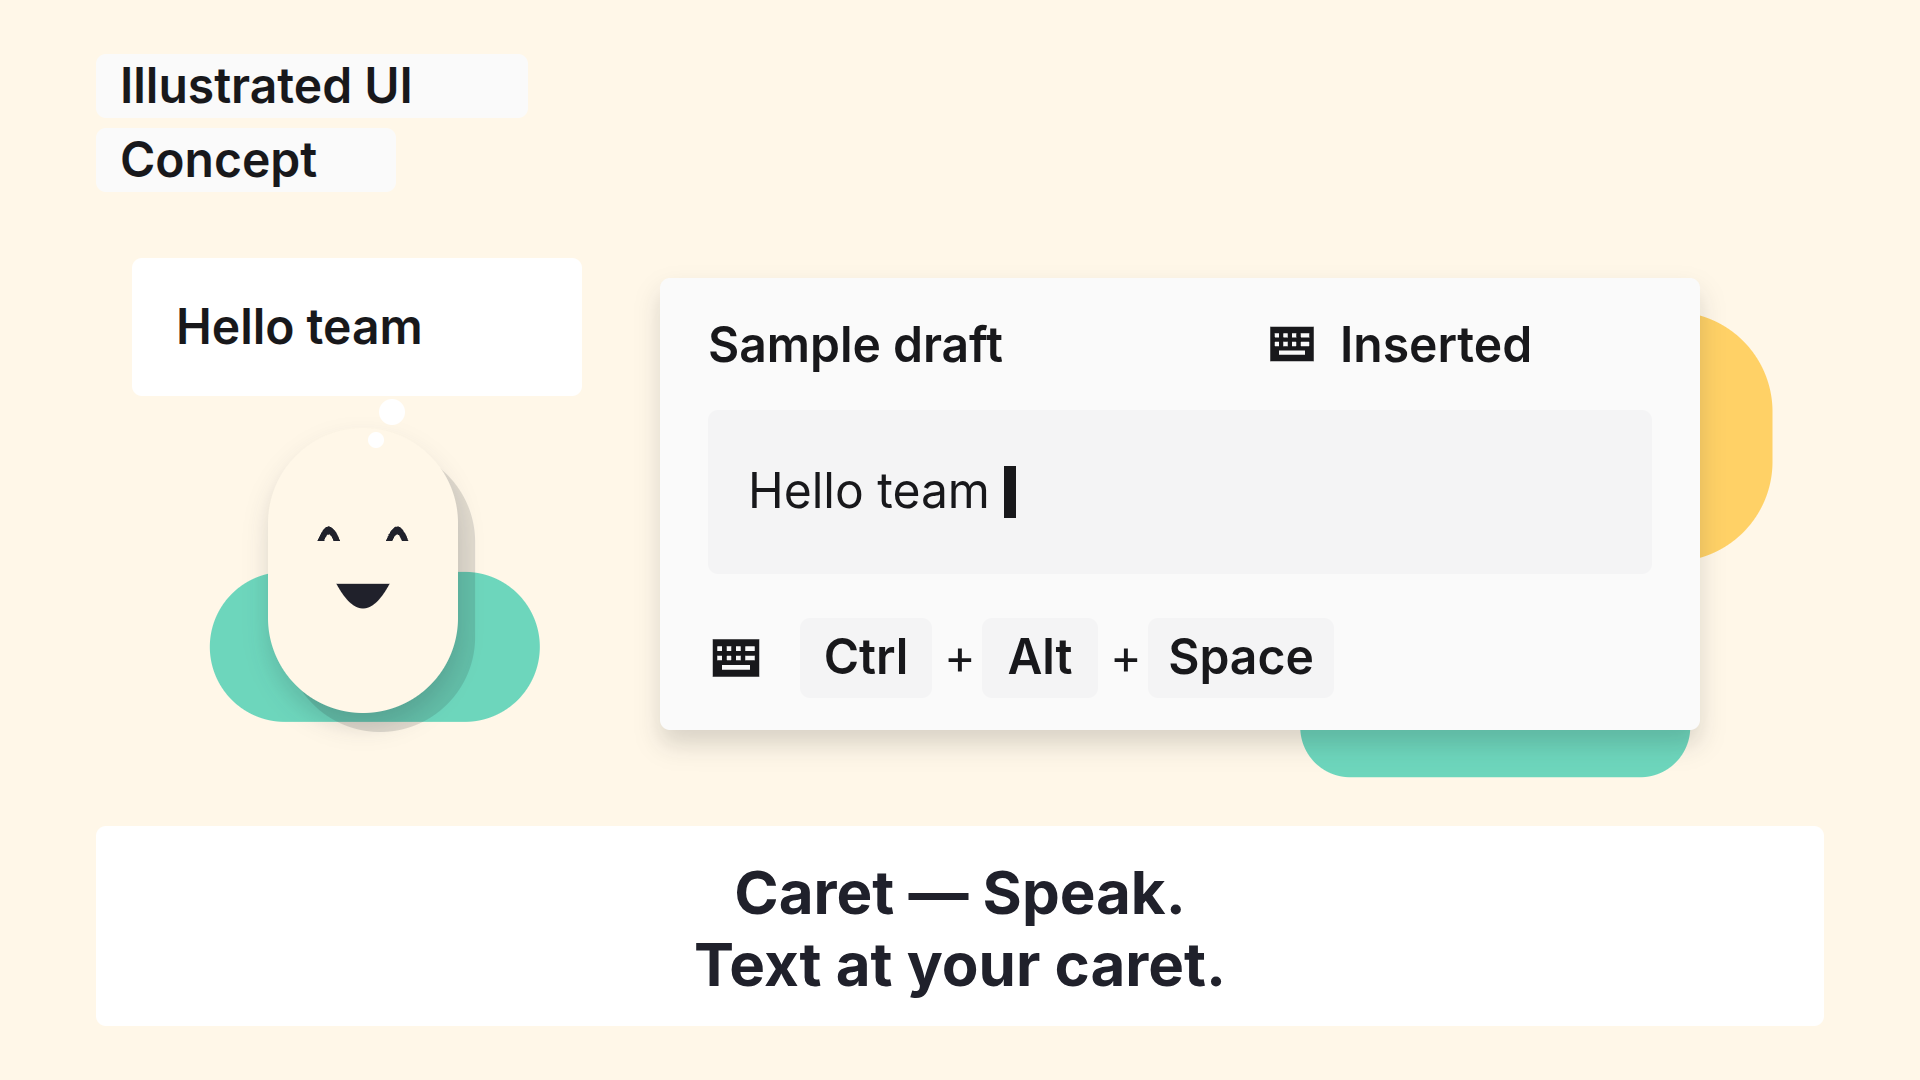 Illustrated UI
Concept
Hello team
Sample draft
Inserted
Hello team
Ctrl + Alt + Space
Caret — Speak.
Text at your caret.